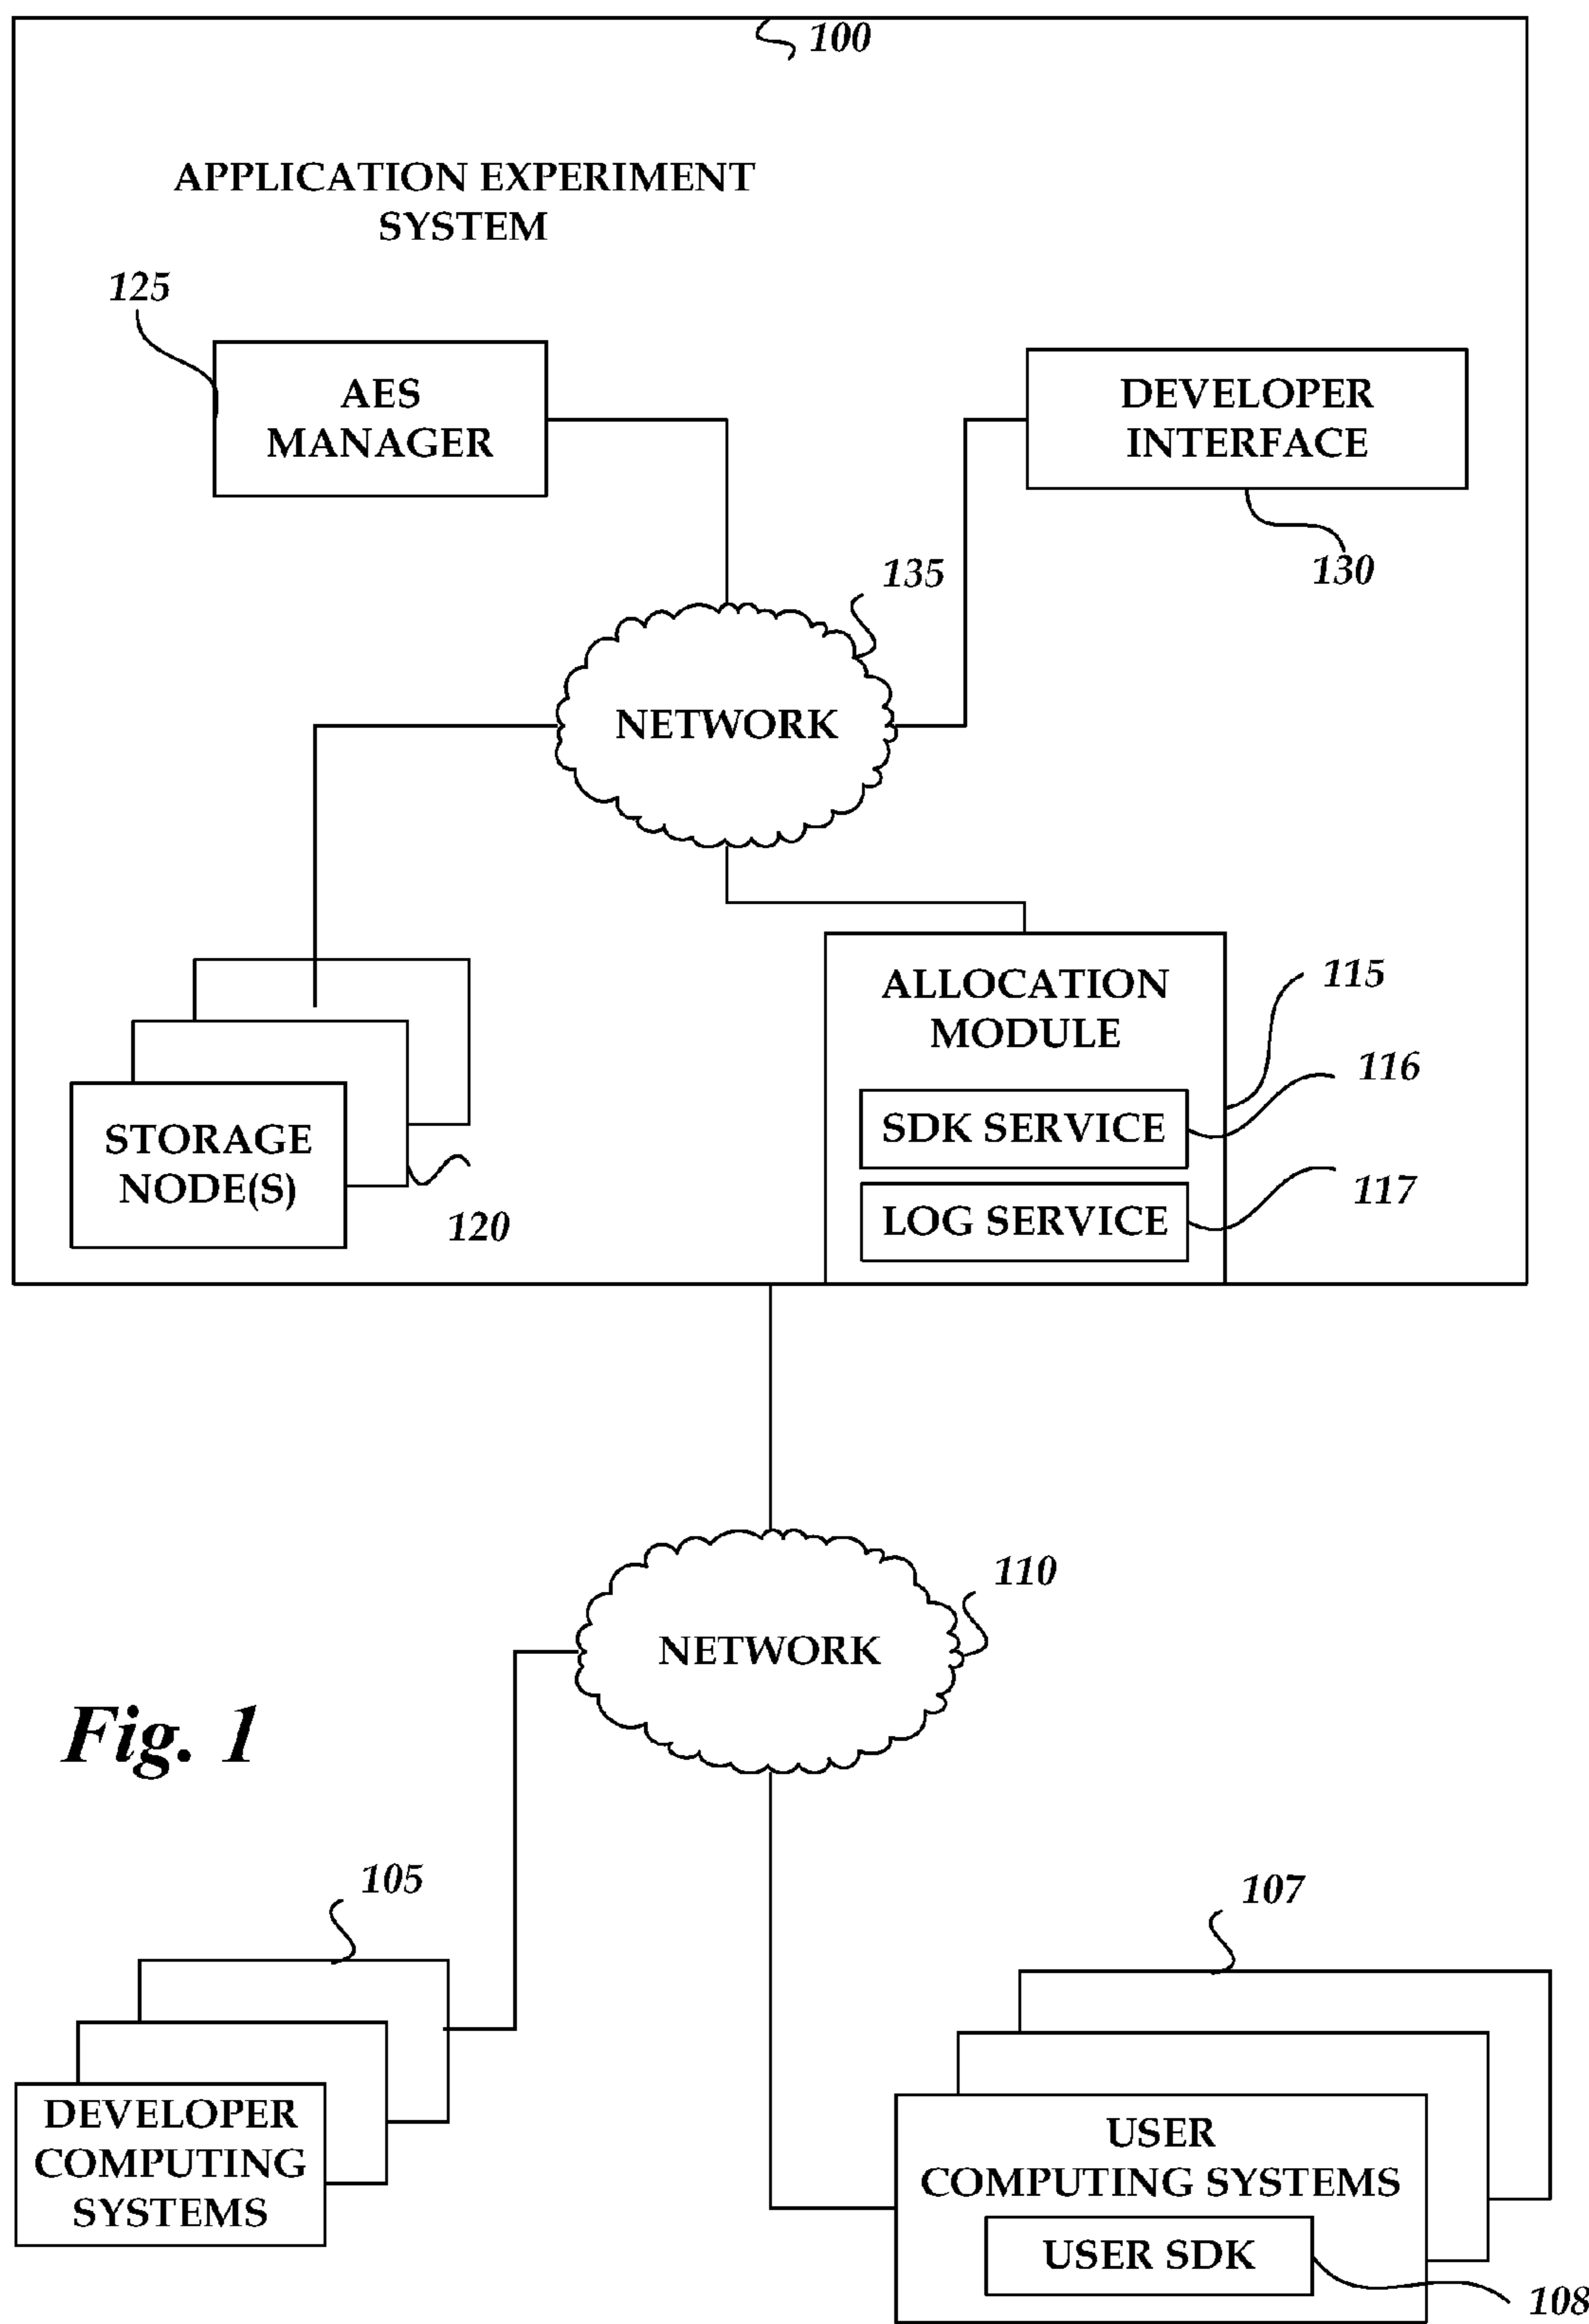 100
APPLICATION EXPERIMENT
SYSTEM
125
AES
MANAGER
DEVELOPER
INTERFACE
130
135
NETWORK
ALLOCATION
MODULE
115
116
SDK SERVICE
117
LOG SERVICE
STORAGE
NODE(S)
120
110
NETWORK
Fig. 1
105
107
DEVELOPER
COMPUTING
SYSTEMS
USER
COMPUTING SYSTEMS
USER SDK
108